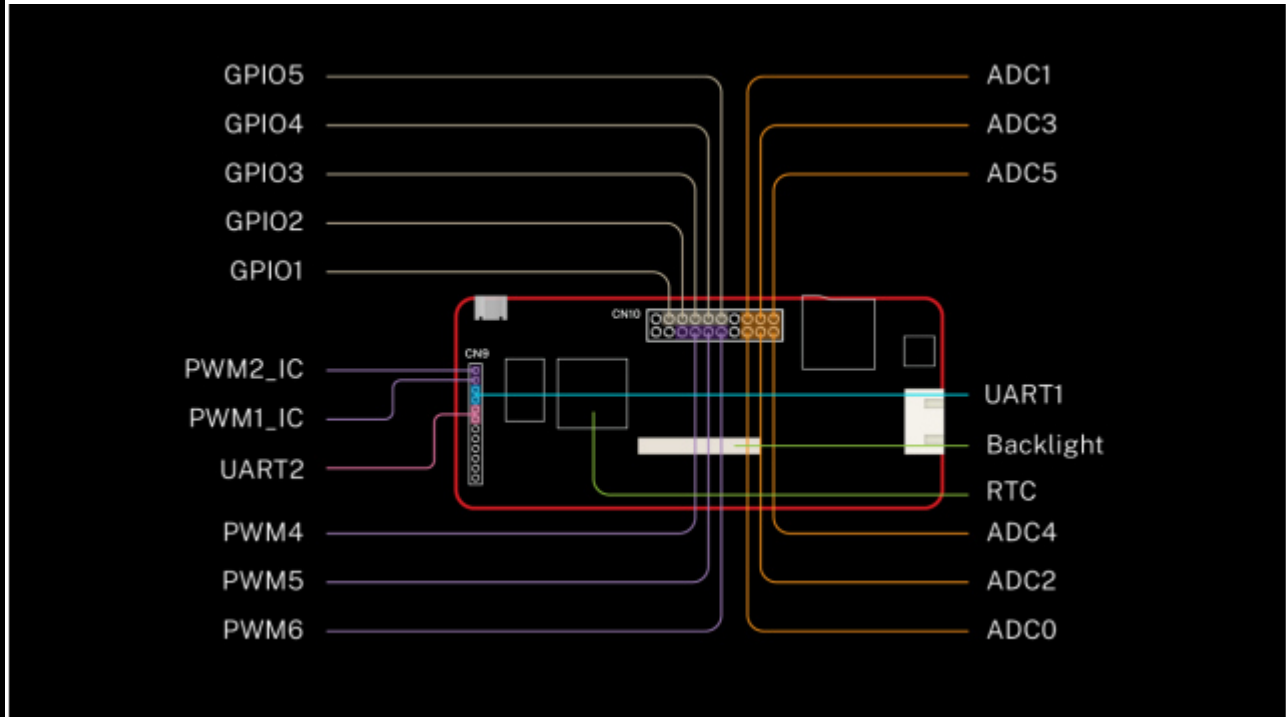 GPIO5
GPIO4
GPIO3
GPIO2
GPIO1
ADC1
ADC3
ADC5
CN10
CN9
PWM2_IC
PWM1_IC
UART2
PWM4
PWM5
PWM6
UART1
Backlight
RTC
ADC4
ADC2
ADC0